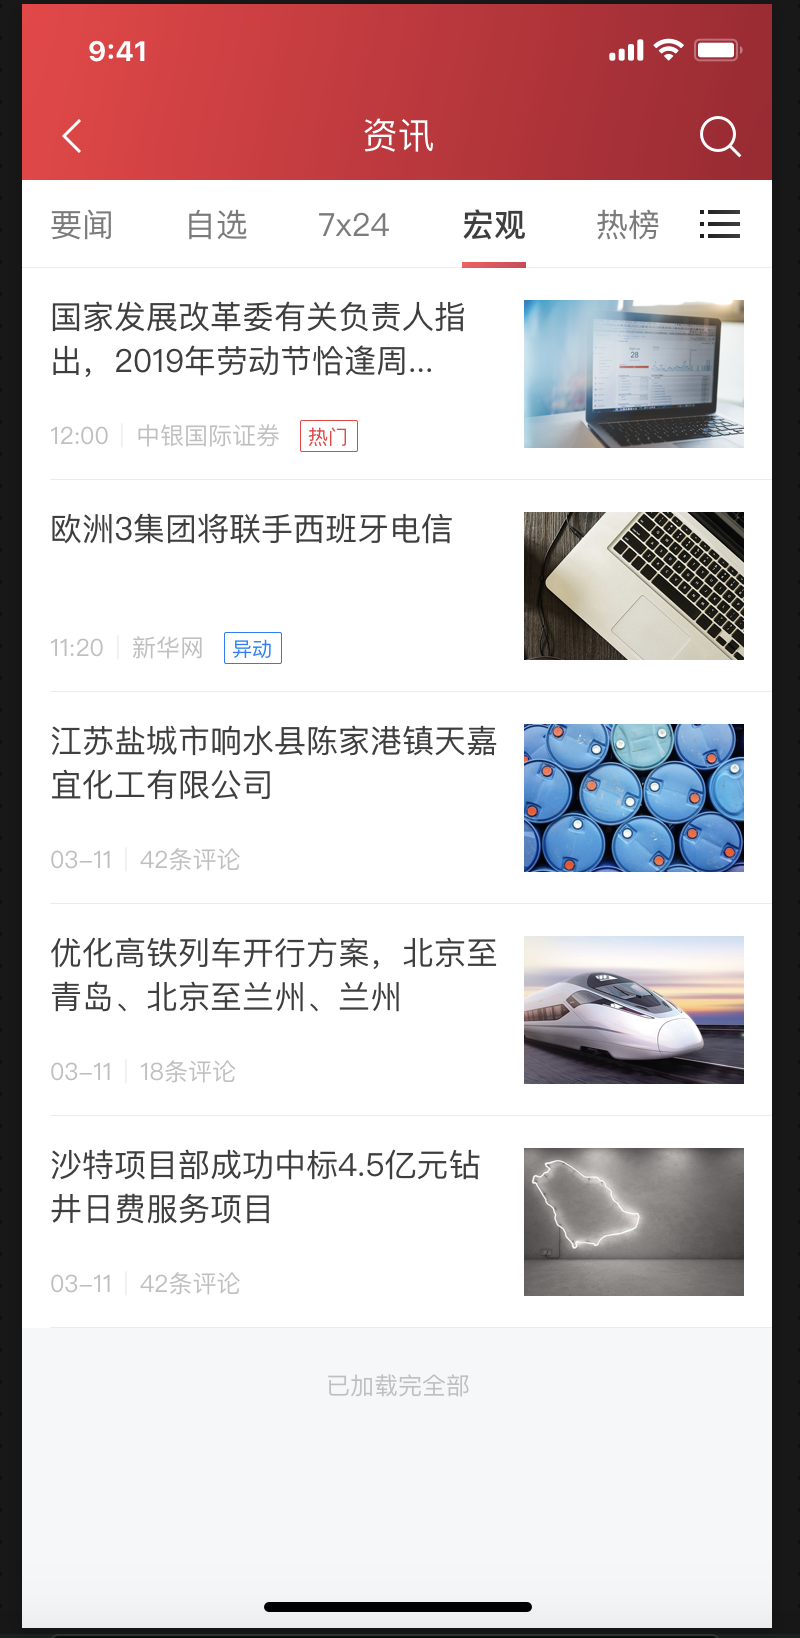 9:41
资讯
要闻 自选 7x24 宏观 热榜
国家发展改革委有关负责人指
出，2019年劳动节恰逢周...
12:00 中银国际证券 热门
欧洲3集团将联手西班牙电信
11:20 新华网 异动
江苏盐城市响水县陈家港镇天嘉
宜化工有限公司
03-11 42条评论
优化高铁列车开行方案，北京至
青岛、北京至兰州、兰州
03-11 18条评论
沙特项目部成功中标4.5亿元钻
井日费服务项目
03-11 42条评论
已加载完全部